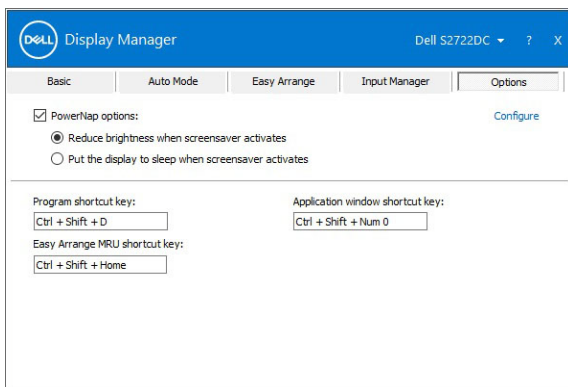 DELL Display Manager Dell S2722DC ? X
Basic Auto Mode Easy Arrange Input Manager Options
PowerNap options: Configure
Reduce brightness when screensaver activates
Put the display to sleep when screensaver activates
Program shortcut key: Application window shortcut key:
Ctrl + Shift + D Ctrl + Shift + Num 0
Easy Arrange MRU shortcut key:
Ctrl + Shift + Home